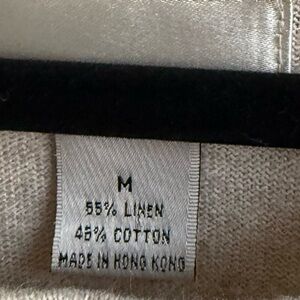 M
55% LINEN
45% COTTON
MADE IN HONG KONG